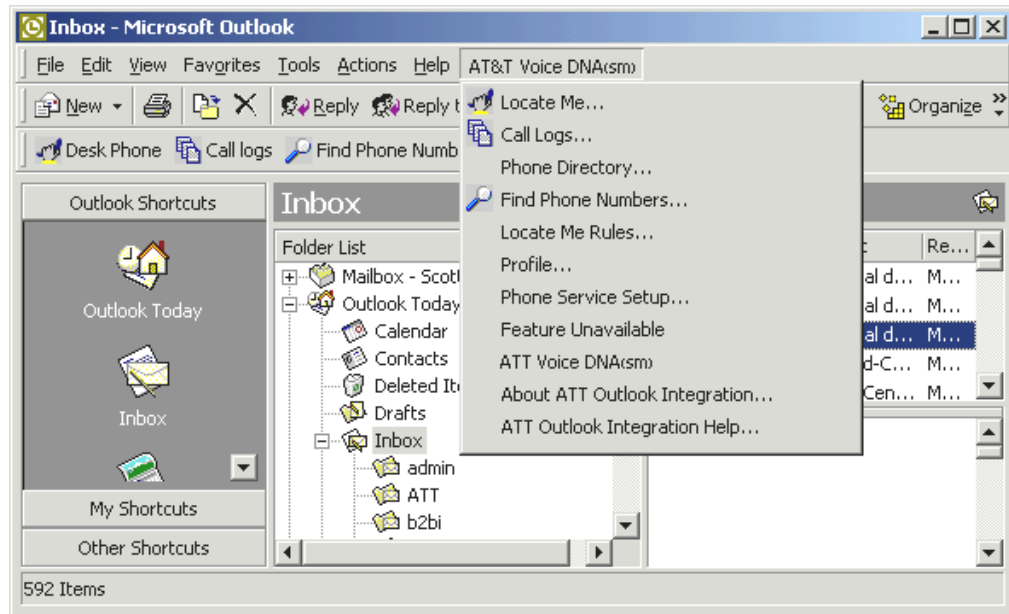 Inbox - Microsoft Outlook
File Edit View Favorites Tools Actions Help AT&T Voice DNA(sm)
New Reply Reply t Organize
Desk Phone Call logs Find Phone Numb
Locate Me...
Call Logs...
Phone Directory...
Find Phone Numbers...
Locate Me Rules...
Profile...
Phone Service Setup...
Feature Unavailable
ATT Voice DNA(sm)
About ATT Outlook Integration...
ATT Outlook Integration Help...
Outlook Shortcuts
Outlook Today
Inbox
My Shortcuts
Other Shortcuts
Inbox
Folder List
Mailbox - Scott
Outlook Today
Calendar
Contacts
Deleted Ite
Drafts
Inbox
admin
ATT
b2bi
Re...
al d... M...
al d... M...
al d... M...
d-C... M...
Cen... M...
592 Items